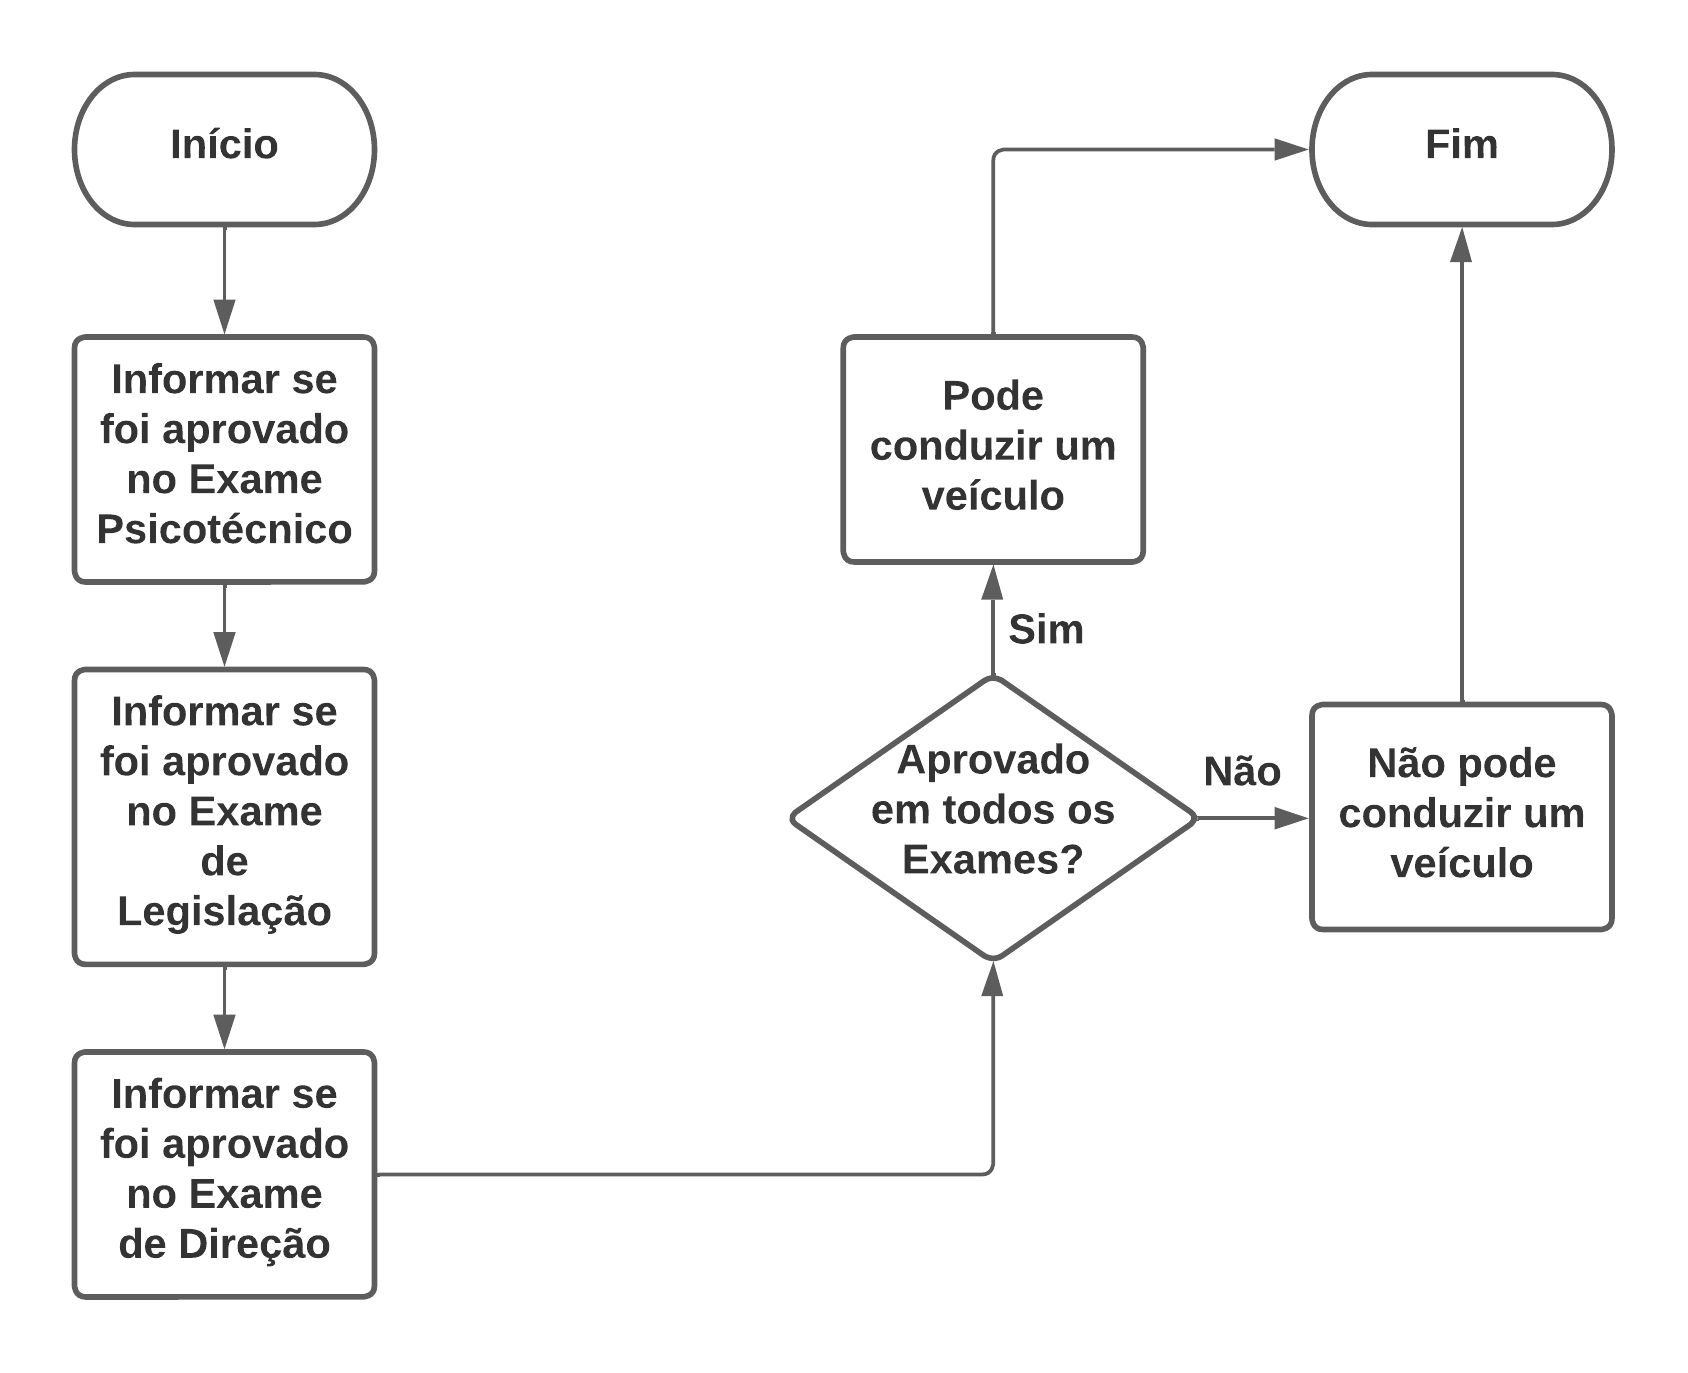 Início
Informar se
foi aprovado
no Exame
Psicotécnico
Informar se
foi aprovado
no Exame
de
Legislação
Informar se
foi aprovado
no Exame
de Direção
Aprovado
em todos os
Exames?
Sim
Pode
conduzir um
veículo
Não
Não pode
conduzir um
veículo
Fim